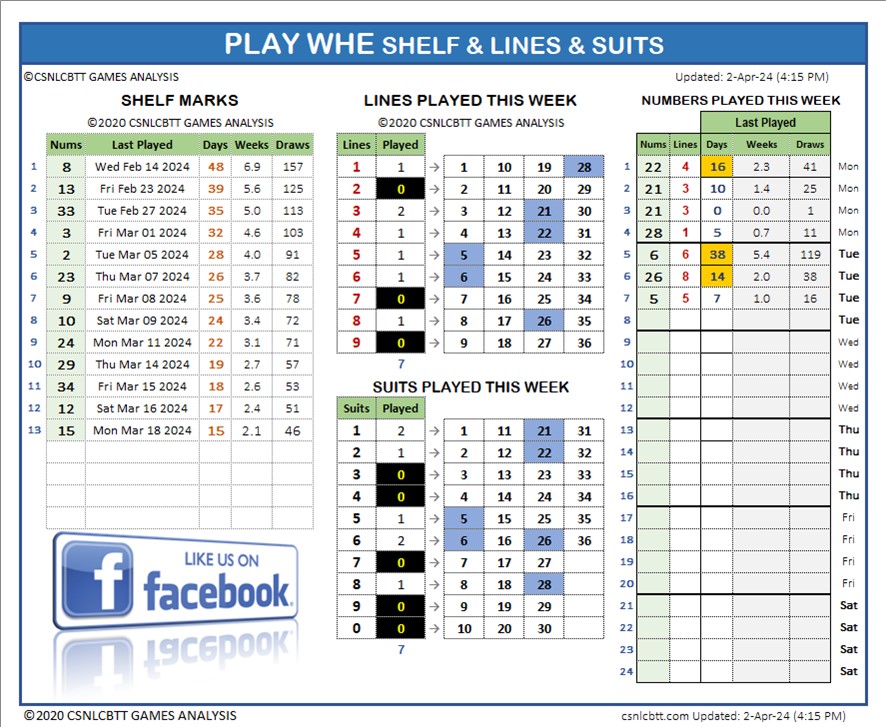 PLAY WHE SHELF & LINES & SUITS
©CSNLCBTT GAMES ANALYSIS
Updated: 2-Apr-24 (4:15 PM)
SHELF MARKS
©2020 CSNLCBTT GAMES ANALYSIS
Nums Last Played Days Weeks Draws
1 8 Wed Feb 14 2024 48 6.9 157
2 13 Fri Feb 23 2024 39 5.6 125
3 33 Tue Feb 27 2024 35 5.0 113
4 3 Fri Mar 01 2024 32 4.6 103
5 2 Tue Mar 05 2024 28 4.0 91
6 23 Thu Mar 07 2024 26 3.7 82
7 9 Fri Mar 08 2024 25 3.6 78
8 10 Sat Mar 09 2024 24 3.4 72
9 24 Mon Mar 11 2024 22 3.1 71
10 29 Thu Mar 14 2024 19 2.7 57
11 34 Fri Mar 15 2024 18 2.6 53
12 12 Sat Mar 16 2024 17 2.4 51
13 15 Mon Mar 18 2024 15 2.1 46
LIKE US ON
facebook
LINES PLAYED THIS WEEK
©2020 CSNLCBTT GAMES ANALYSIS
Lines Played
1 1 → 1 10 19 28
2 0 → 2 11 20 29
3 2 → 3 12 21 30
4 1 → 4 13 22 31
5 1 → 5 14 23 32
6 1 → 6 15 24 33
7 0 → 7 16 25 34
8 1 → 8 17 26 35
9 0 → 9 18 27 36
7
SUITS PLAYED THIS WEEK
Suits Played
1 2 → 1 11 21 31
2 1 → 2 12 22 32
3 0 → 3 13 23 33
4 0 → 4 14 24 34
5 1 → 5 15 25 35
6 2 → 6 16 26 36
7 0 → 7 17 27
8 1 → 8 18 28
9 0 → 9 19 29
0 0 → 10 20 30
7
NUMBERS PLAYED THIS WEEK
Last Played
Nums Lines Days Weeks Draws
1 22 4 16 2.3 41 Mon
2 21 3 10 1.4 25 Mon
3 21 3 0 0.0 1 Mon
4 28 1 5 0.7 11 Mon
5 6 6 38 5.4 119 Tue
6 26 8 14 2.0 38 Tue
7 5 5 7 1.0 16 Tue
8 Tue
9 Wed
10 Wed
11 Wed
12 Wed
13 Thu
14 Thu
15 Thu
16 Thu
17 Fri
18 Fri
19 Fri
20 Fri
21 Sat
22 Sat
23 Sat
24 Sat
©2020 CSNLCBTT GAMES ANALYSIS
csnlcbtt.com Updated: 2-Apr-24 (4:15 PM)